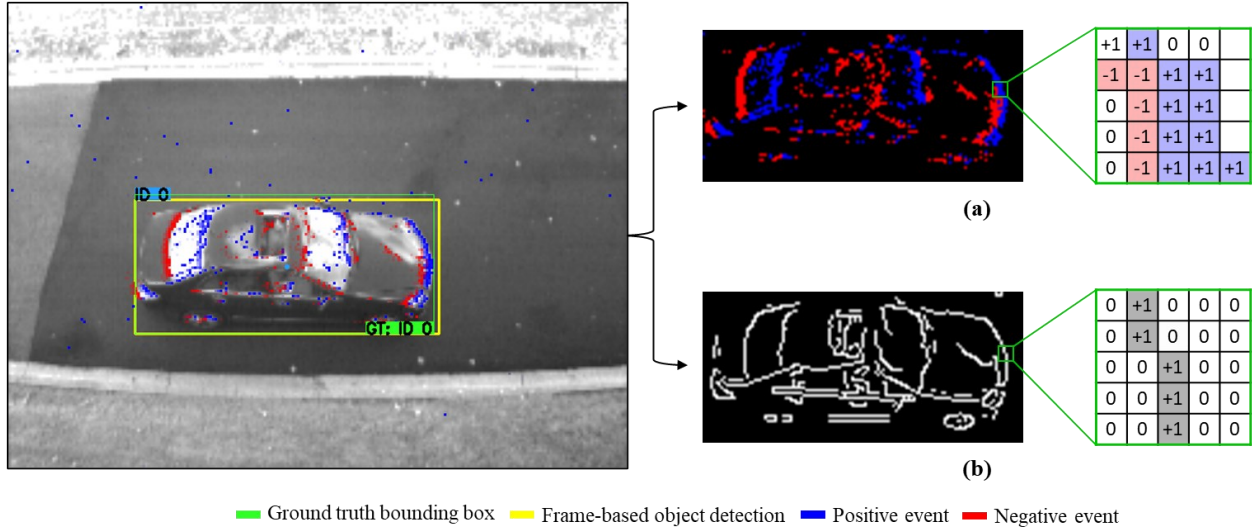 ID 0
GT: ID 0
+1 +1 0 0
-1 -1 +1 +1
0 -1 +1 +1
0 -1 +1 +1
0 -1 +1 +1 +1
(a)
0 +1 0 0 0
0 +1 0 0 0
0 0 +1 0 0
0 0 +1 0 0
0 0 +1 0 0
(b)
Ground truth bounding box Frame-based object detection Positive event Negative event